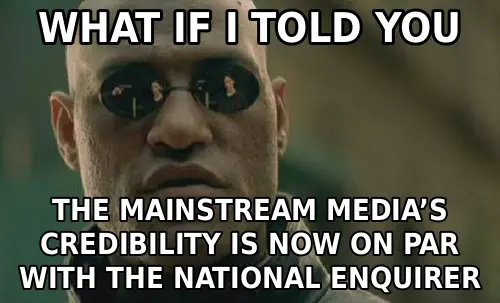 WHAT IF I TOLD YOU
THE MAINSTREAM MEDIA’S
CREDIBILITY IS NOW ON PAR
WITH THE NATIONAL ENQUIRER